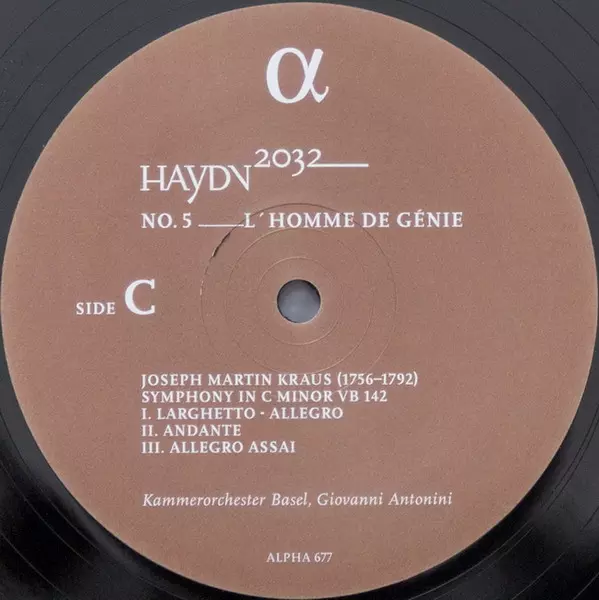 α
HAYDN2032
NO. 5 L´HOMME DE GÉNIE
SIDE C
JOSEPH MARTIN KRAUS (1756–1792)
SYMPHONY IN C MINOR VB 142
I. LARGHETTO - ALLEGRO
II. ANDANTE
III. ALLEGRO ASSAI
Kammerorchester Basel, Giovanni Antonini
ALPHA 677